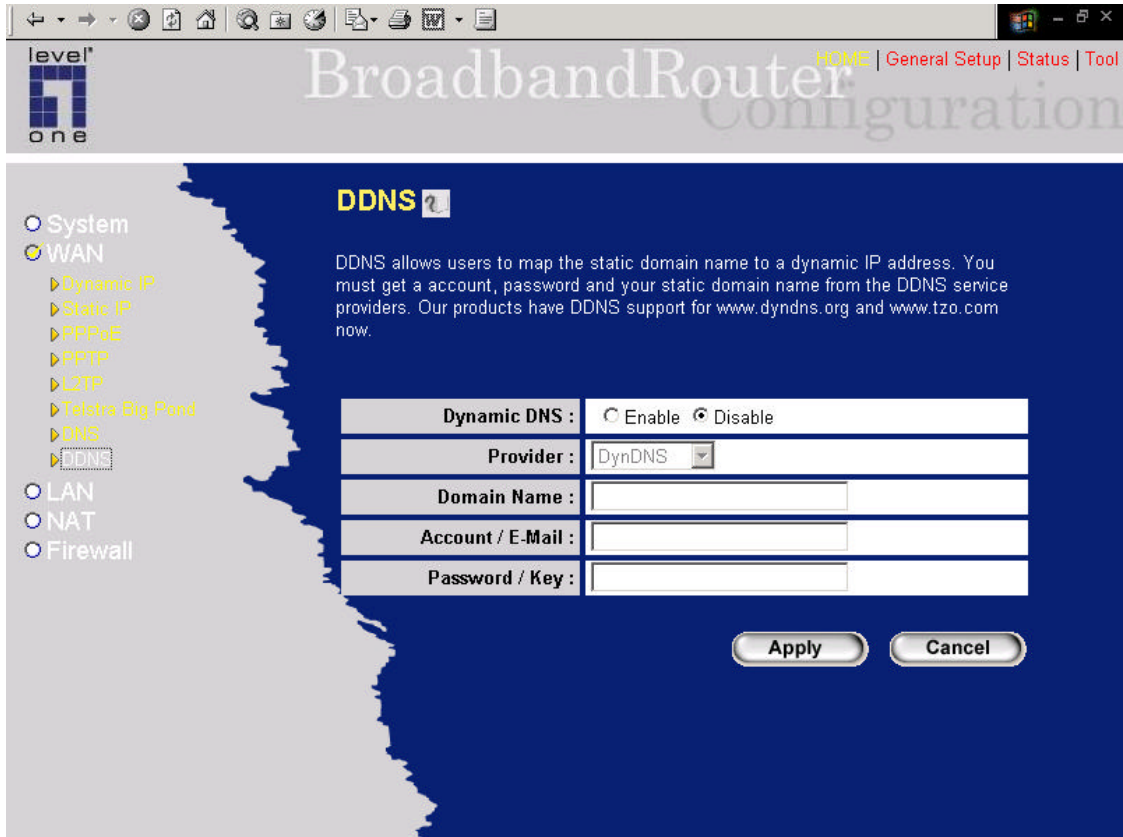 level
one
BroadbandRouter
Configuration
HOME | General Setup | Status | Tool
System
WAN
Dynamic IP
Static IP
PPPoE
PPTP
L2TP
Telstra Big Pond
DNS
DDNS
LAN
NAT
Firewall
DDNS
DDNS allows users to map the static domain name to a dynamic IP address. You
must get a account, password and your static domain name from the DDNS service
providers. Our products have DDNS support for www.dyndns.org and www.tzo.com
now.
Dynamic DNS : Enable Disable
Provider : DynDNS
Domain Name :
Account / E-Mail :
Password / Key :
Apply Cancel